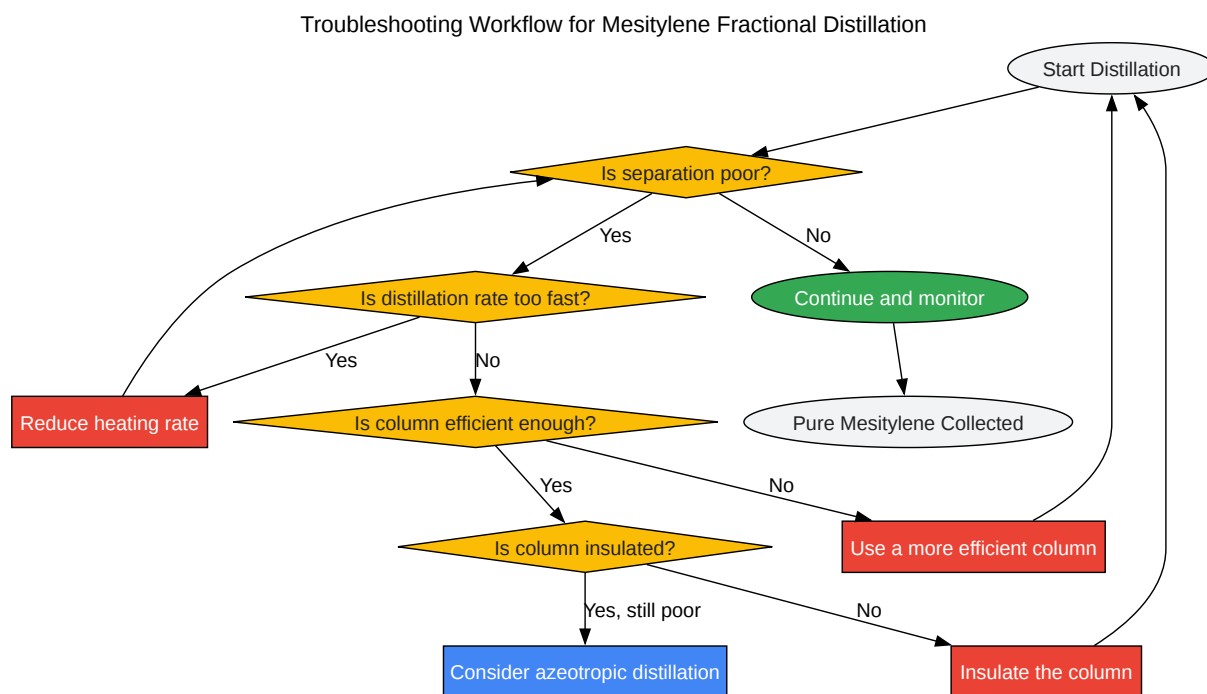 Troubleshooting Workflow for Mesitylene Fractional Distillation
Start Distillation
Is separation poor?
Yes
No
Is distillation rate too fast?
Continue and monitor
Yes
No
Reduce heating rate
Is column efficient enough?
Pure Mesitylene Collected
Yes
No
Is column insulated?
Use a more efficient column
Yes, still poor
No
Consider azeotropic distillation
Insulate the column